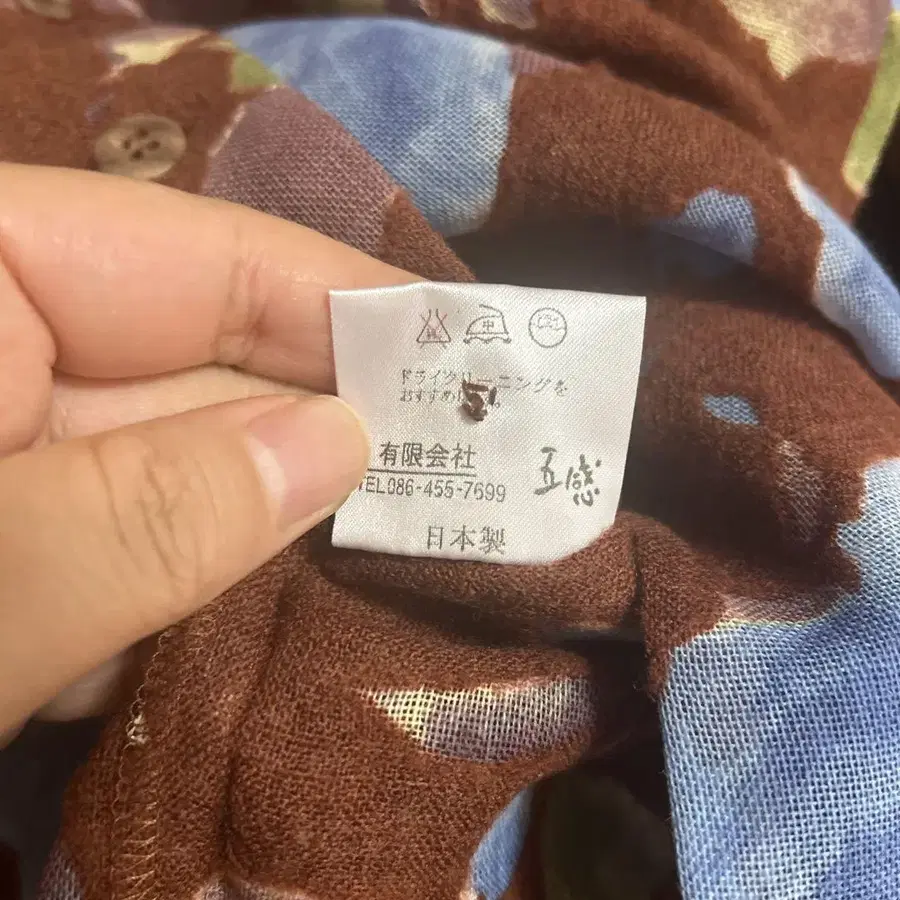 中
ドライクリーニングを
おすすめ
有限会社 五感
TEL086-455-7699
日本製